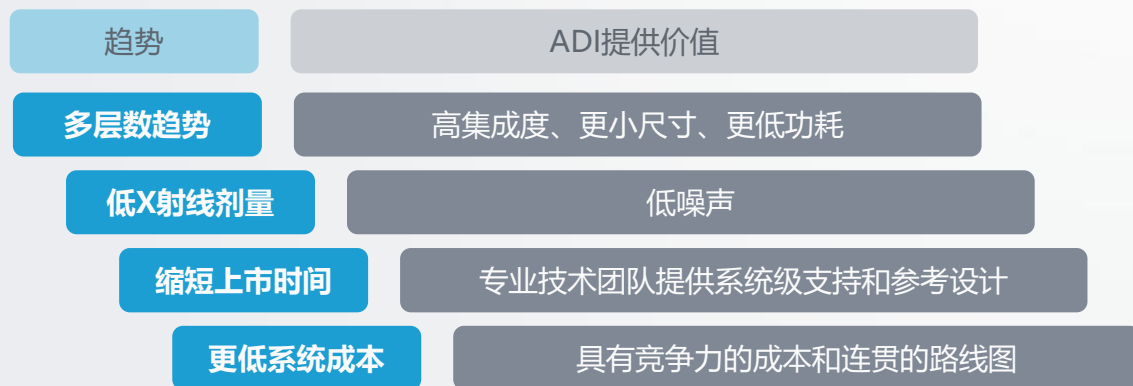 趋势
ADI提供价值
多层数趋势
高集成度、更小尺寸、更低功耗
低X射线剂量
低噪声
缩短上市时间
专业技术团队提供系统级支持和参考设计
更低系统成本
具有竞争力的成本和连贯的路线图